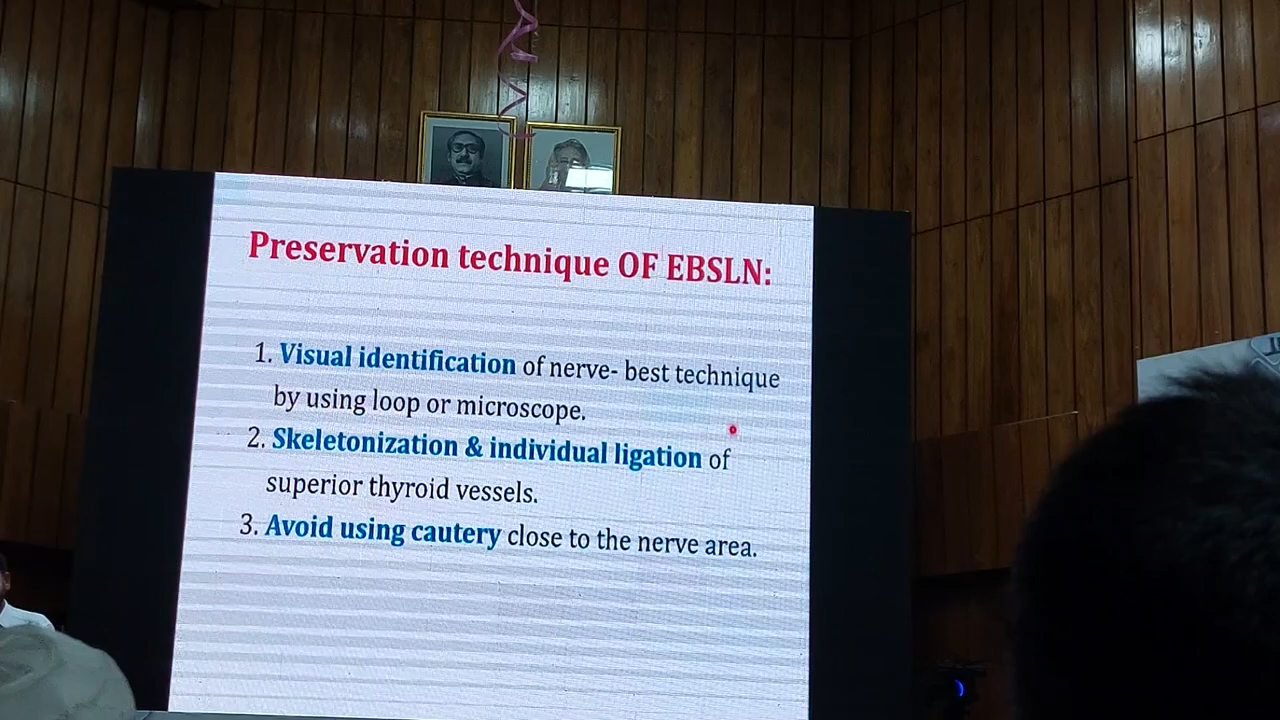 Preservation technique OF EBSLN:
1. Visual identification of nerve- best technique
by using loop or microscope.
2. Skeletonization & individual ligation of
superior thyroid vessels.
3. Avoid using cautery close to the nerve area.